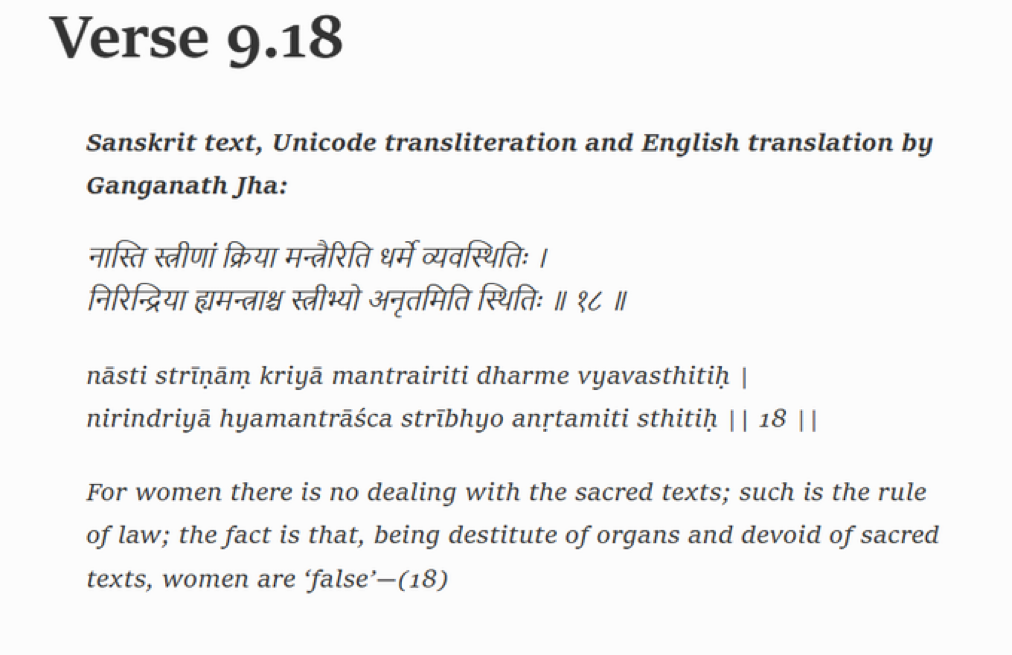 Verse 9.18
Sanskrit text, Unicode transliteration and English translation by
Ganganath Jha:
नास्ति स्त्रीणां क्रिया मन्त्रैरिति धर्मे व्यवस्थितिः ।
निरिन्द्रिया ह्यमन्त्राश्च स्त्रीभ्यो अनृतमिति स्थितिः ॥ १८ ॥
nāsti strīṇāṃ kriyā mantrairiti dharme vyavasthitiḥ |
nirindriyā hyamantrāśca strībhyo anṛtamiti sthitiḥ || 18 ||
For women there is no dealing with the sacred texts; such is the rule
of law; the fact is that, being destitute of organs and devoid of sacred
texts, women are ‘false’—(18)